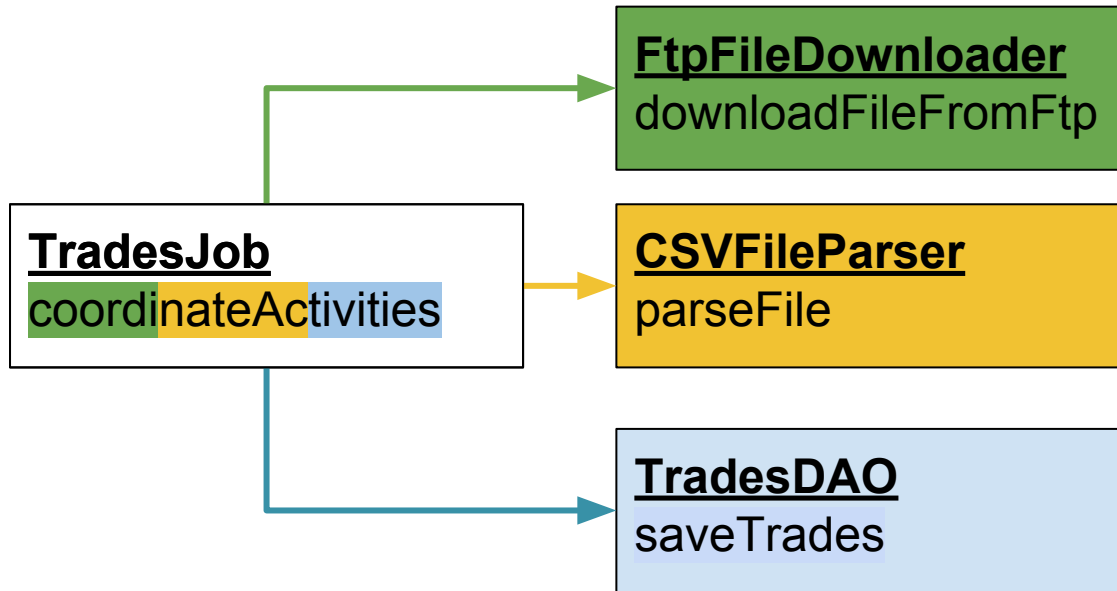 FtpFileDownloader
downloadFileFromFtp
TradesJob
coordinateActivities
CSVFileParser
parseFile
TradesDAO
saveTrades